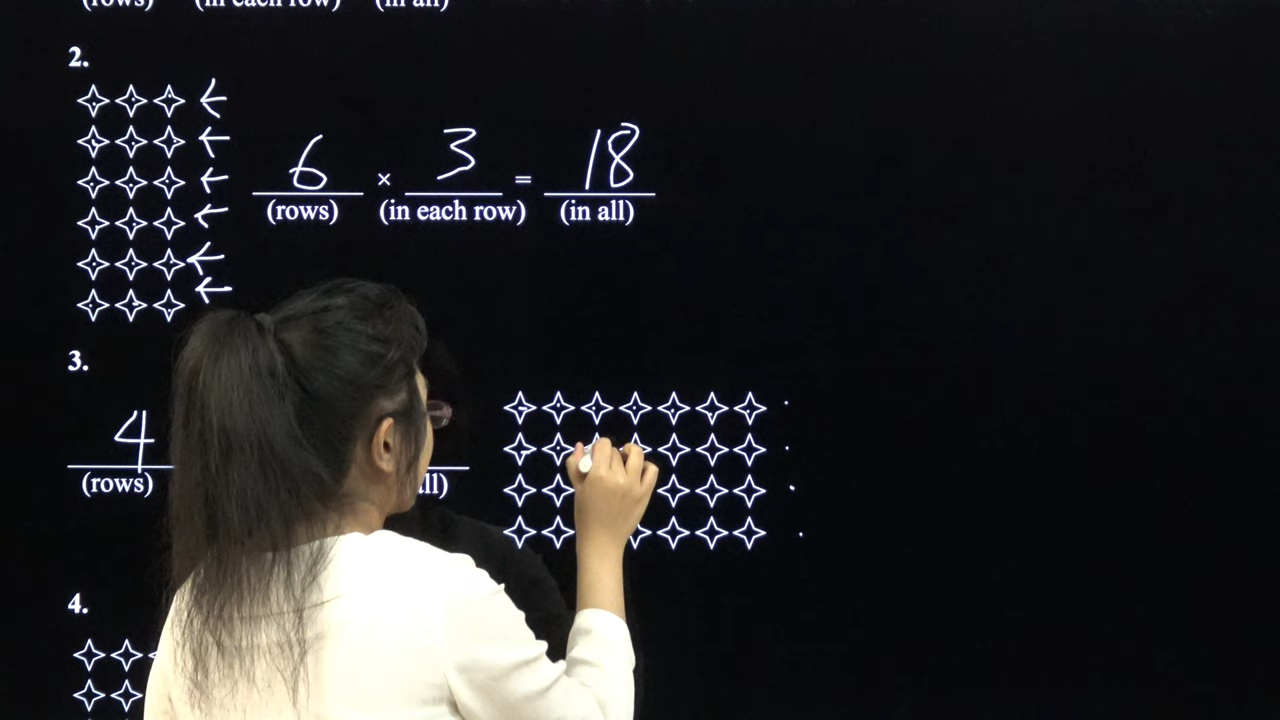 (rows) (in each row) (in all)
2.
6 × 3 = 18
(rows) (in each row) (in all)
3.
4
(rows)
4.